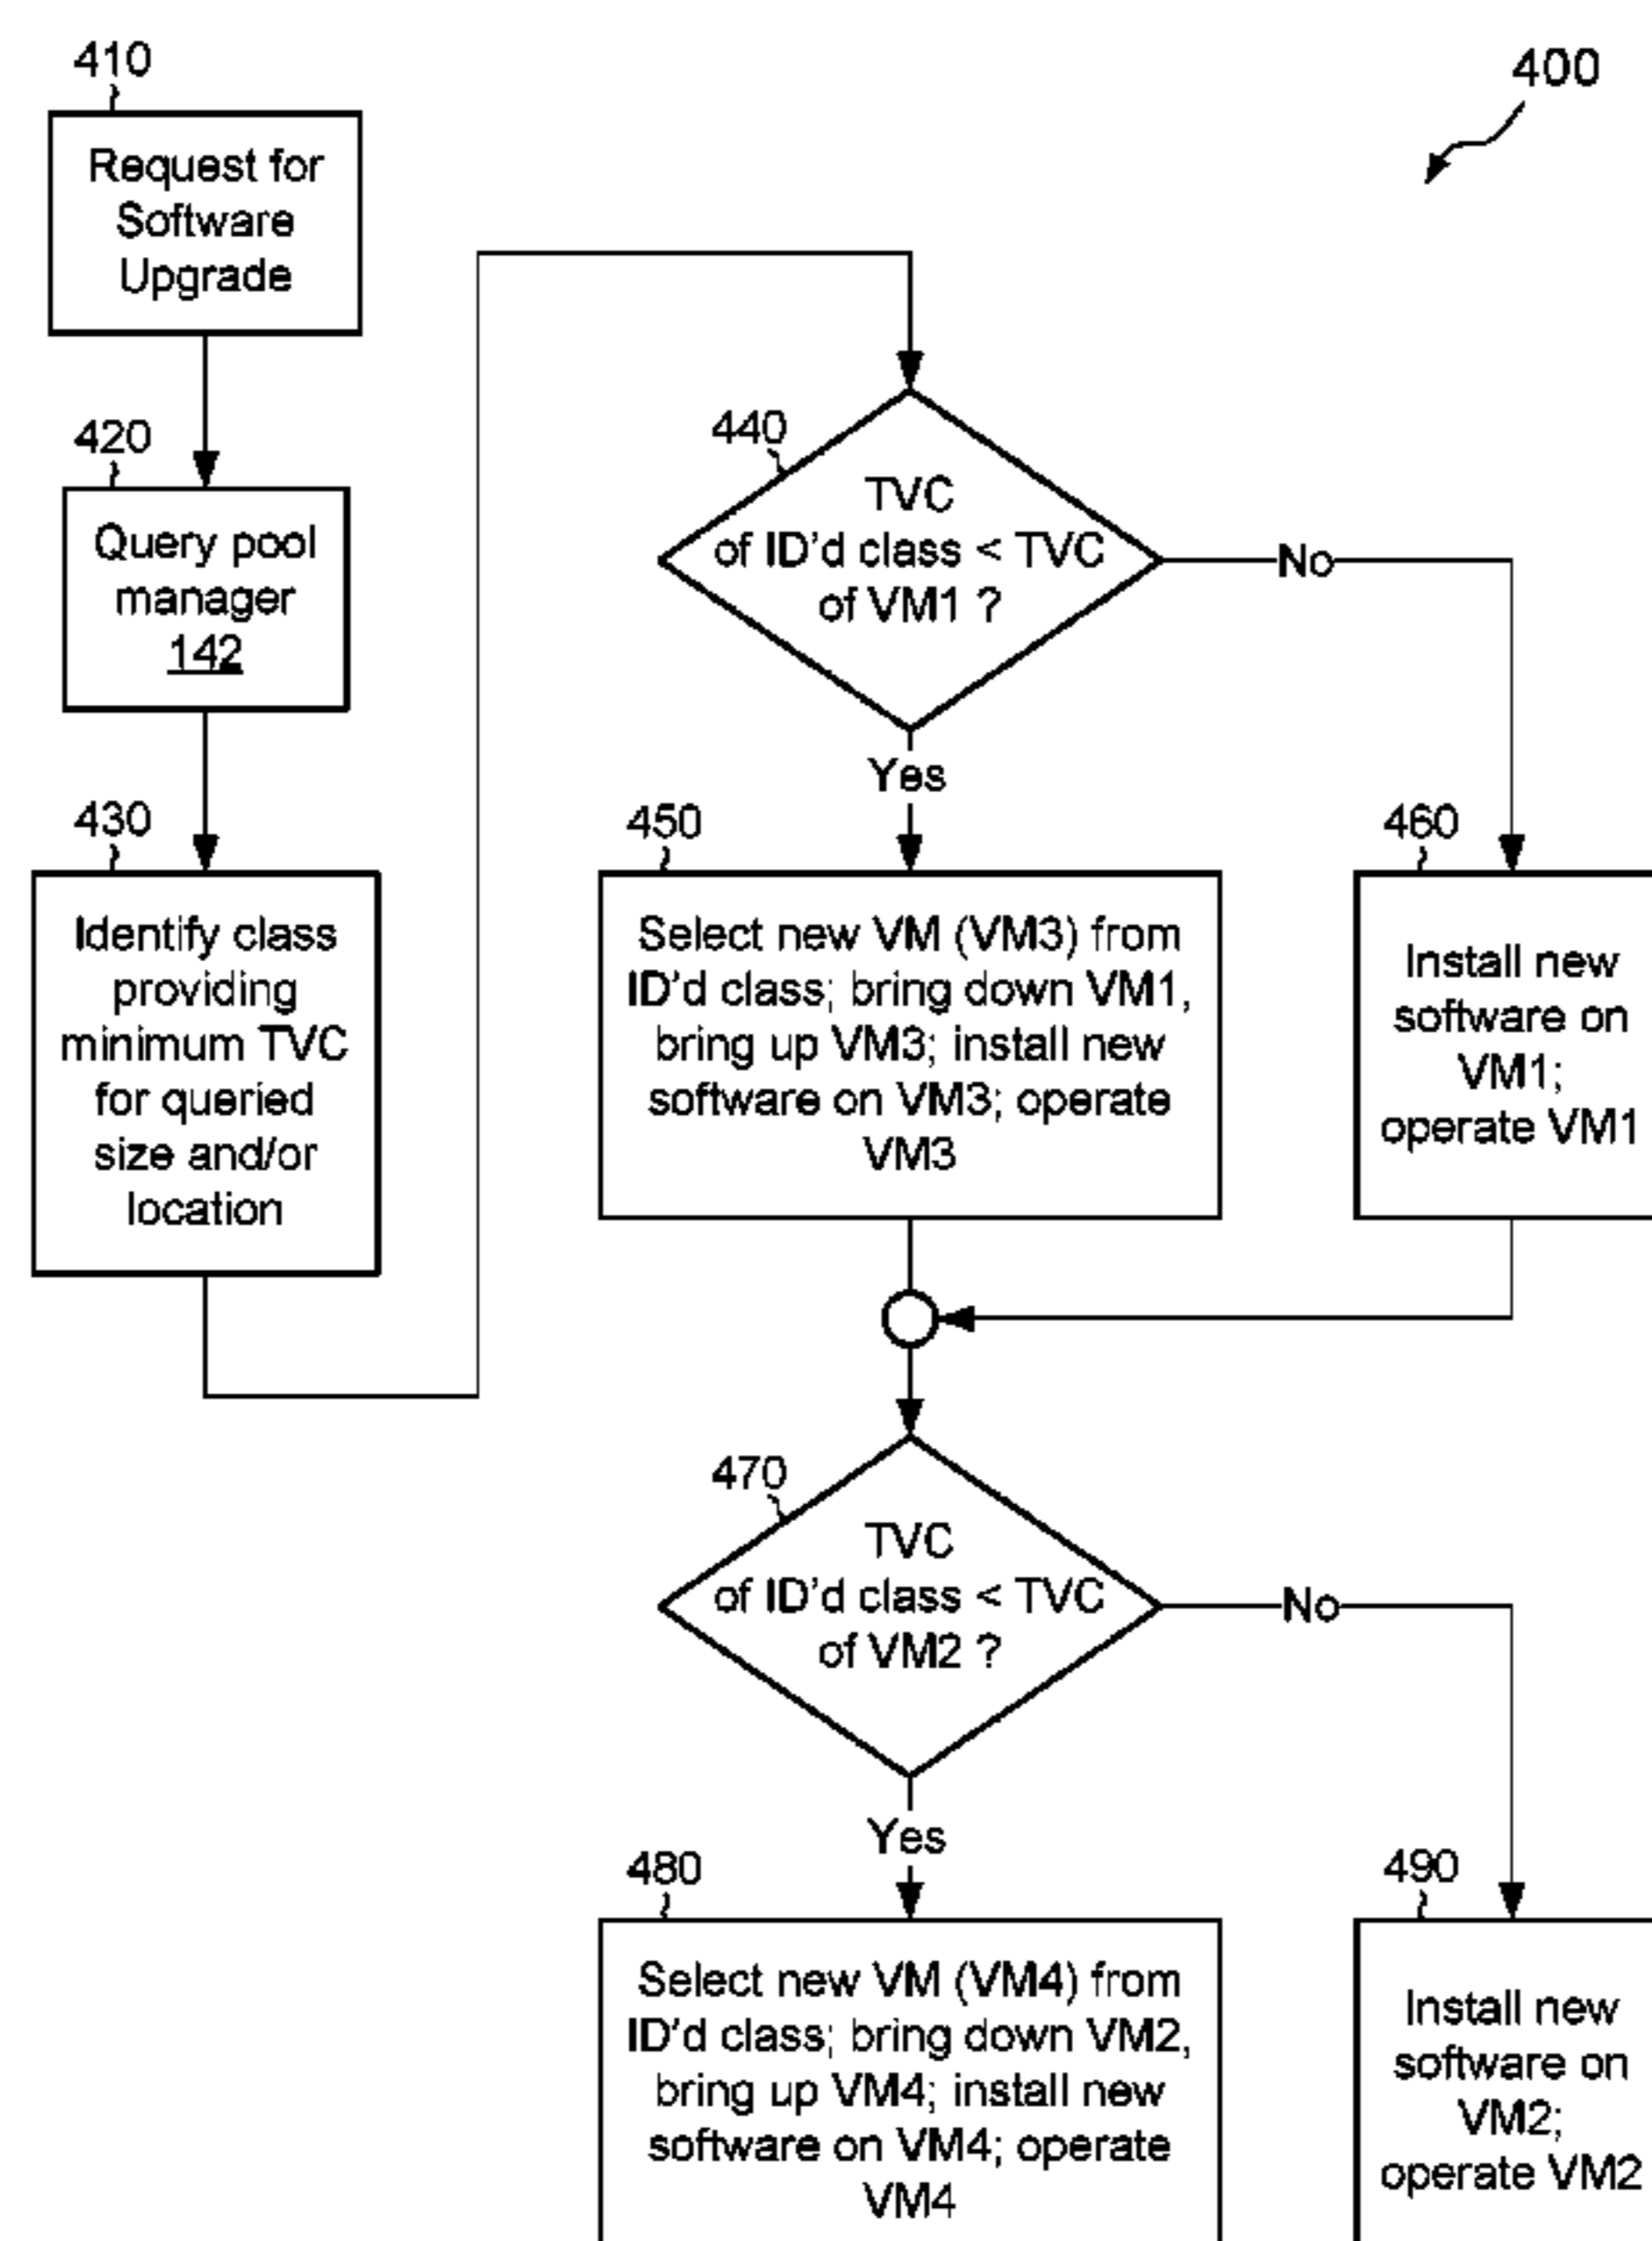 400
410
Request for
Software
Upgrade
420
Query pool
manager
142
430
Identify class
providing
minimum TVC
for queried
size and/or
location
440
TVC
of ID'd class < TVC
of VM1 ?
No
Yes
450
Select new VM (VM3) from
ID'd class; bring down VM1,
bring up VM3; install new
software on VM3; operate
VM3
460
Install new
software on
VM1;
operate VM1
470
TVC
of ID'd class < TVC
of VM2 ?
No
Yes
480
Select new VM (VM4) from
ID'd class; bring down VM2,
bring up VM4; install new
software on VM4; operate
VM4
490
Install new
software on
VM2;
operate VM2